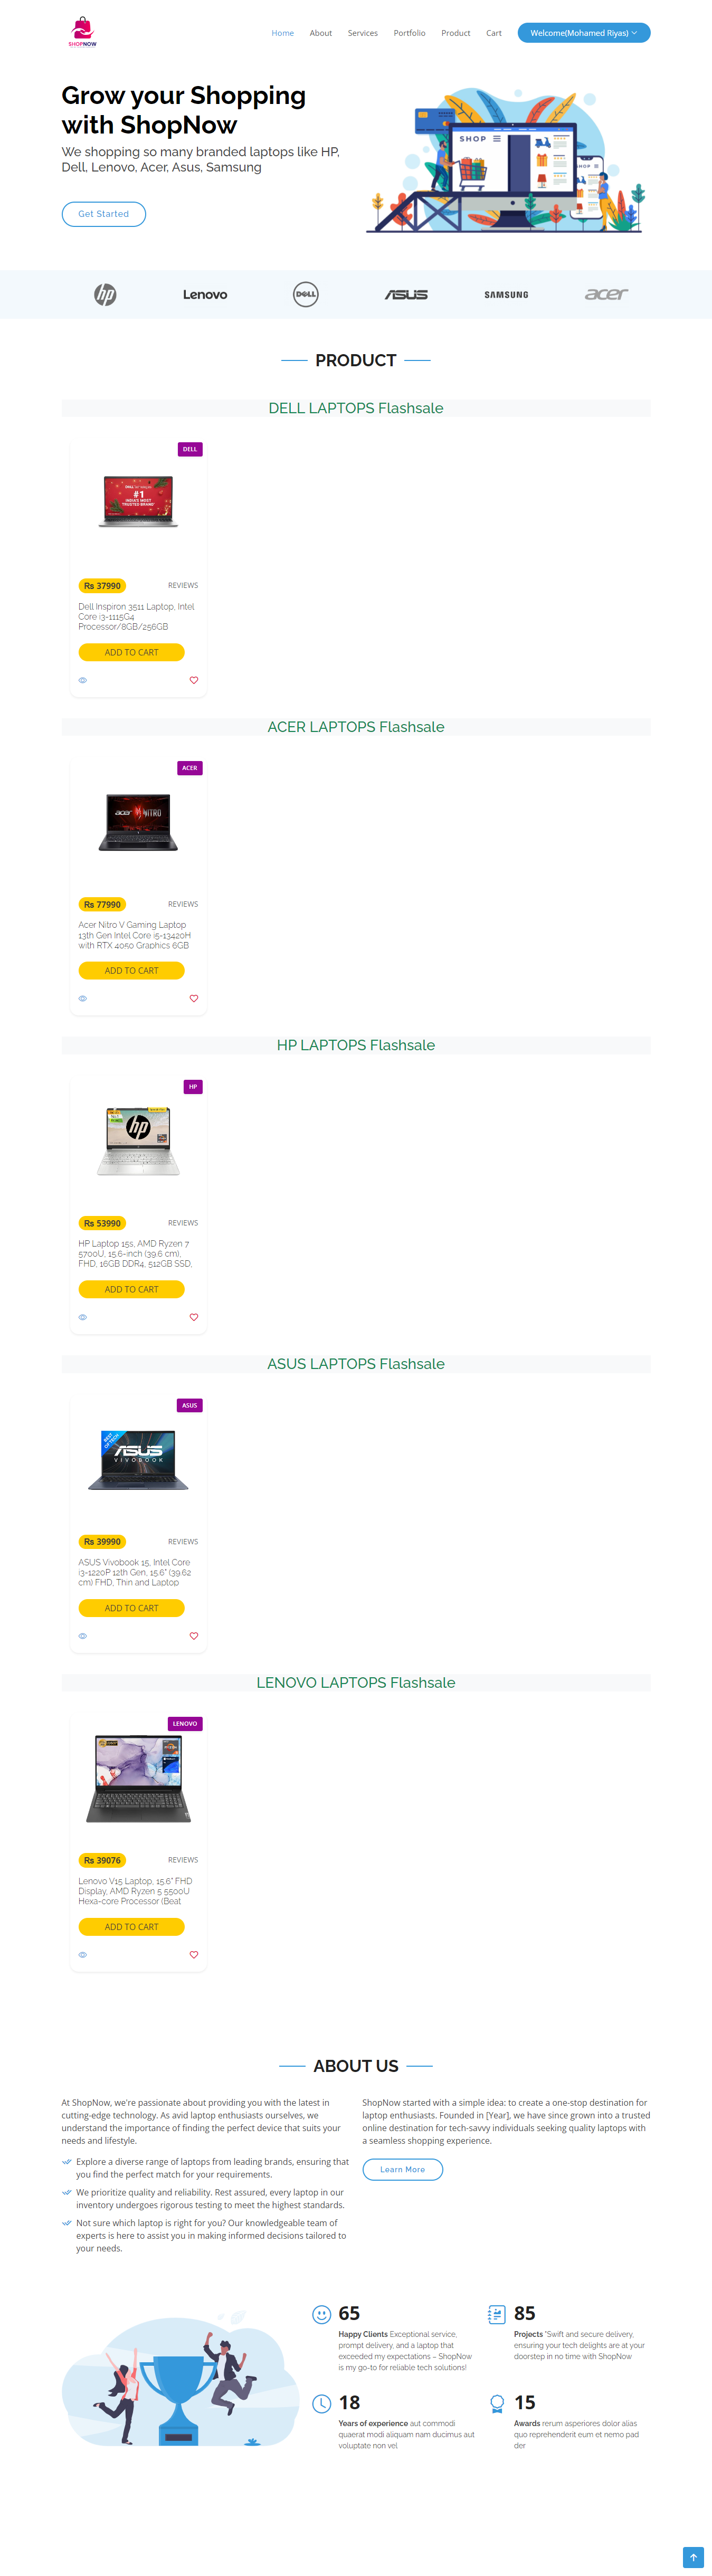 SHOPNOW
Home About Services Portfolio Product Cart Welcome(Mohamed Riyas)
Grow your Shopping
with ShopNow
We shopping so many branded laptops like HP,
Dell, Lenovo, Acer, Asus, Samsung
Get Started
SHOP
SHOP
hp Lenovo DELL ASUS SAMSUNG acer
PRODUCT
DELL LAPTOPS Flashsale
DELL
#1
INDIA'S MOST
TRUSTED BRAND
Rs 37990 REVIEWS
Dell Inspiron 3511 Laptop, Intel
Core i3-1115G4
Processor/8GB/256GB
ADD TO CART
ACER LAPTOPS Flashsale
ACER
acer NITRO
Rs 77990 REVIEWS
Acer Nitro V Gaming Laptop
13th Gen Intel Core i5-13420H
with RTX 4050 Graphics 6GB
ADD TO CART
HP LAPTOPS Flashsale
HP
hp
Rs 53990 REVIEWS
HP Laptop 15s, AMD Ryzen 7
5700U, 15.6-inch (39.6 cm),
FHD, 16GB DDR4, 512GB SSD,
ADD TO CART
ASUS LAPTOPS Flashsale
ASUS
ASUS
VIVOBOOK
Rs 39990 REVIEWS
ASUS Vivobook 15, Intel Core
i3-1220P 12th Gen, 15.6" (39.62
cm) FHD, Thin and Laptop
ADD TO CART
LENOVO LAPTOPS Flashsale
LENOVO
Rs 39076 REVIEWS
Lenovo V15 Laptop, 15.6" FHD
Display, AMD Ryzen 5 5500U
Hexa-core Processor (Beat
ADD TO CART
ABOUT US
At ShopNow, we're passionate about providing you with the latest in
cutting-edge technology. As avid laptop enthusiasts ourselves, we
understand the importance of finding the perfect device that suits your
needs and lifestyle.
Explore a diverse range of laptops from leading brands, ensuring that
you find the perfect match for your requirements.
We prioritize quality and reliability. Rest assured, every laptop in our
inventory undergoes rigorous testing to meet the highest standards.
Not sure which laptop is right for you? Our knowledgeable team of
experts is here to assist you in making informed decisions tailored to
your needs.
ShopNow started with a simple idea: to create a one-stop destination for
laptop enthusiasts. Founded in [Year], we have since grown into a trusted
online destination for tech-savvy individuals seeking quality laptops with
a seamless shopping experience.
Learn More
65
Happy Clients Exceptional service,
prompt delivery, and a laptop that
exceeded my expectations – ShopNow
is my go-to for reliable tech solutions!
85
Projects "Swift and secure delivery,
ensuring your tech delights are at your
doorstep in no time with ShopNow
18
Years of experience aut commodi
quaerat modi aliquam nam ducimus aut
voluptate non vel
15
Awards rerum asperiores dolor alias
quo reprehenderit eum et nemo pad
der